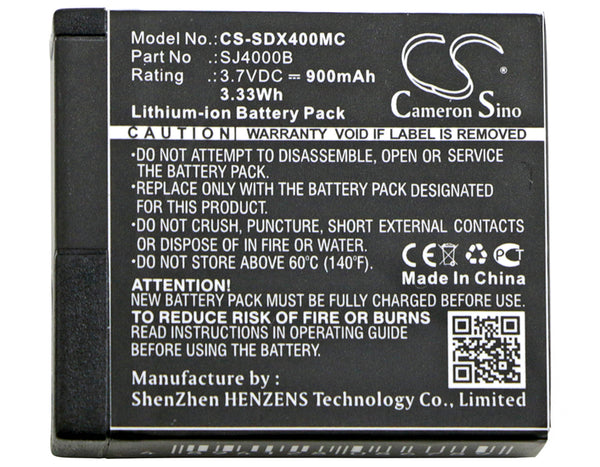 Model No.: CS-SDX400MC
Part No : SJ4000B
Rating : 3.7VDC ⎓ 900mAh
3.33Wh
Lithium-ion Battery Pack
CS
Cameron Sino
CAUTION WARRANTY VOID IF LABEL IS REMOVED
•DO NOT ATTEMPT TO DISASSEMBLE, OPEN OR SERVICE
THE BATTERY PACK.
•REPLACE ONLY WITH THE BATTERY PACK DESIGNATED
FOR THIS PRODUCT.
•DO NOT CRUSH, PUNCTURE, SHORT EXTERNAL CONTACTS
OR DISPOSE OF IN FIRE OR WATER.
•DO NOT STORE ABOVE 60°C (140°F).
CE
Made In China
ATTENTION!
NEW BATTERY PACK MUST BE FULLY CHARGED BEFORE USE
TO REDUCE RISK OF FIRE OR BURNS
READ INSTRUCTIONS IN OPERATING GUIDE
BEFORE USE.
Manufacturer :
ShenZhen HENZENS Technology Co., Limited